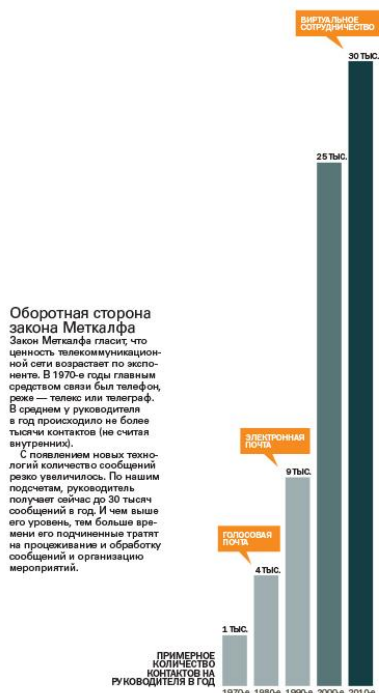 ВИРТУАЛЬНОЕ
СОТРУДНИЧЕСТВО
30 ТЫС.
25 ТЫС.
Оборотная сторона
закона Меткалфа
Закон Меткалфа гласит, что
ценность телекоммуникацион-
ной сети возрастает по экспо-
ненте. В 1970-е годы главным
средством связи был телефон,
реже — телекс или телеграф.
В среднем у руководителя
в год происходило не более
тысячи контактов (не считая
внутренних).
С появлением новых техно-
логий количество сообщений
резко увеличилось. По нашим
подсчетам, руководитель
получает сейчас до 30 тысяч
сообщений в год. И чем выше
его уровень, тем больше вре-
мени его подчиненные тратят
на процеживание и обработку
сообщений и организацию
мероприятий.
ЭЛЕКТРОННАЯ
ПОЧТА
9 ТЫС.
ГОЛОСОВАЯ
ПОЧТА
4 ТЫС.
1 ТЫС.
ПРИМЕРНОЕ
КОЛИЧЕСТВО
КОНТАКТОВ НА
РУКОВОДИТЕЛЯ В ГОД
1970-е 1980-е 1990-е 2000-е 2010-е